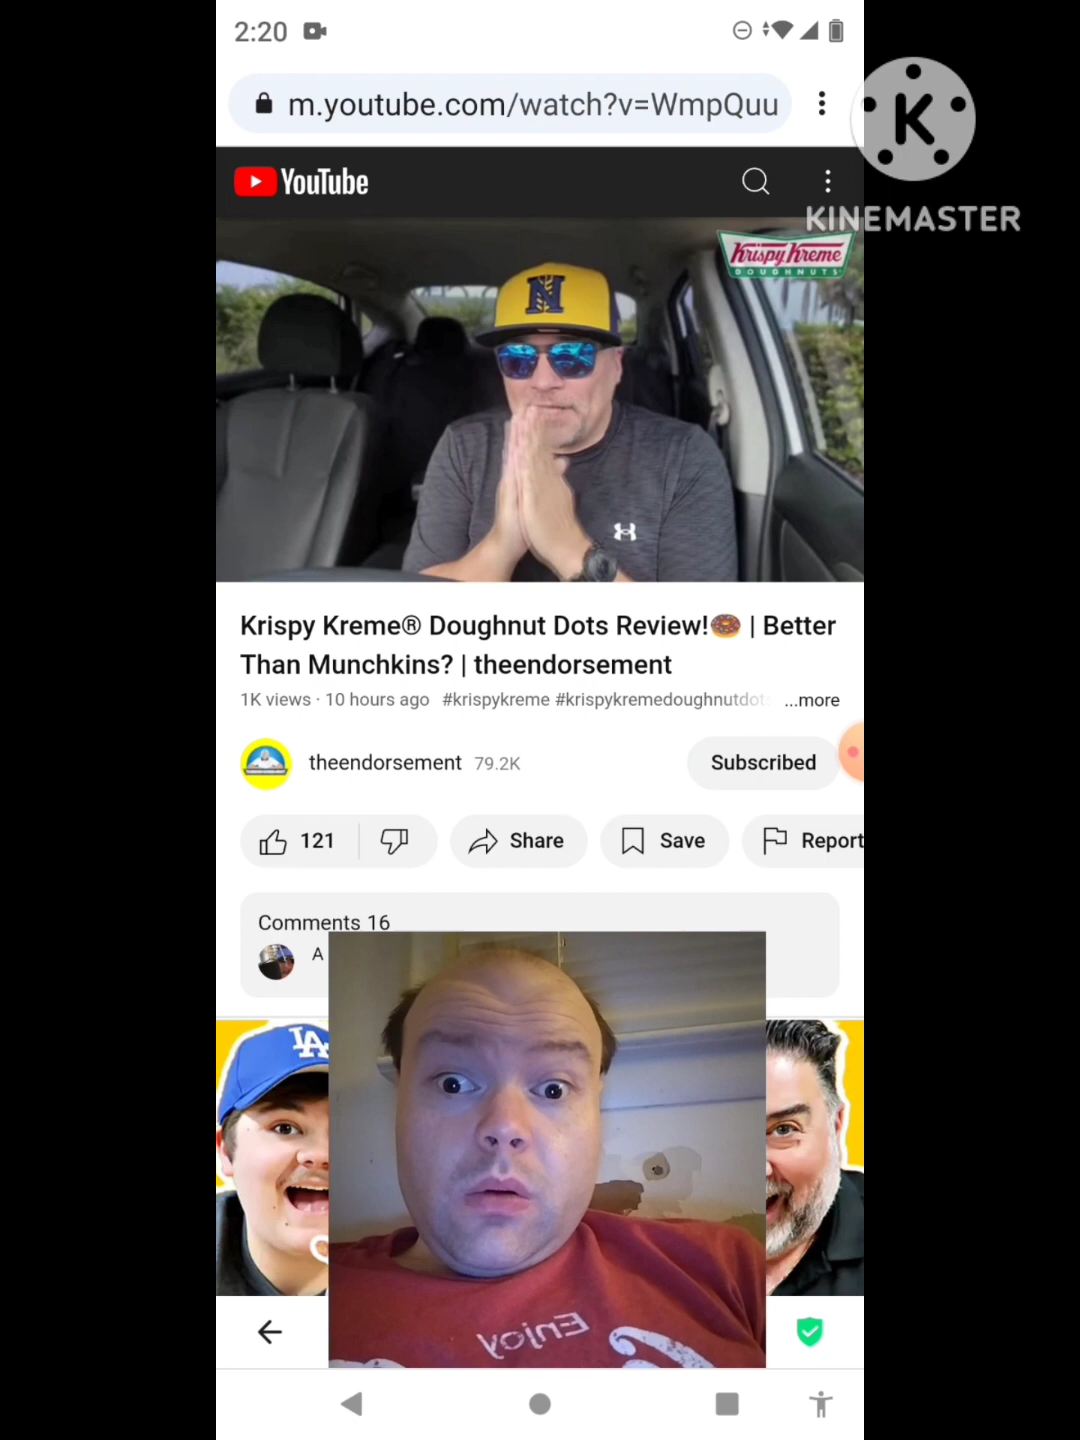 2:20
m.youtube.com/watch?v=WmpQuu
K
KINEMASTER
YouTube
Krispy Kreme
DOUGHNUTS
N
Krispy Kreme® Doughnut Dots Review!🍩 | Better
Than Munchkins? | theendorsement
1K views · 10 hours ago #krispykreme #krispykremedoughnutdots ...more
theendorsement 79.2K
Subscribed
121
Share
Save
Report
Comments 16
A
LA
Enjoy